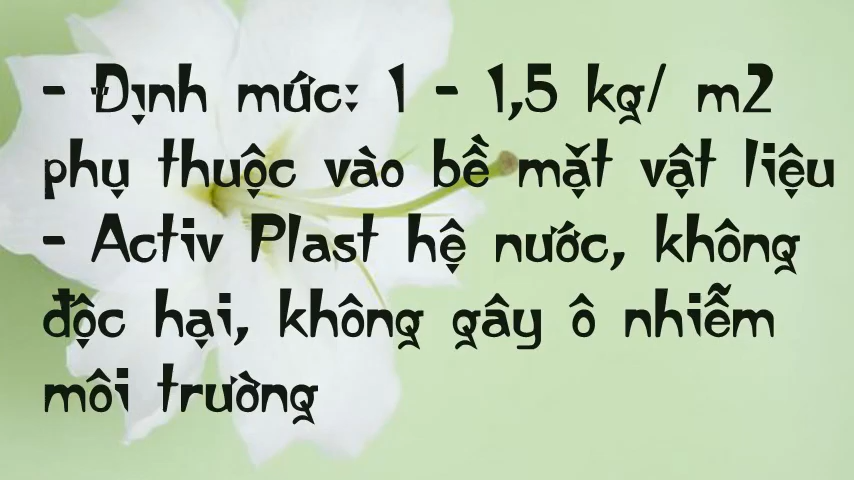 - Định mức: 1 - 1,5 kg/ m2
phụ thuộc vào bề mặt vật liệu
- Activ Plast hệ nước, không
độc hại, không gây ô nhiễm
môi trường